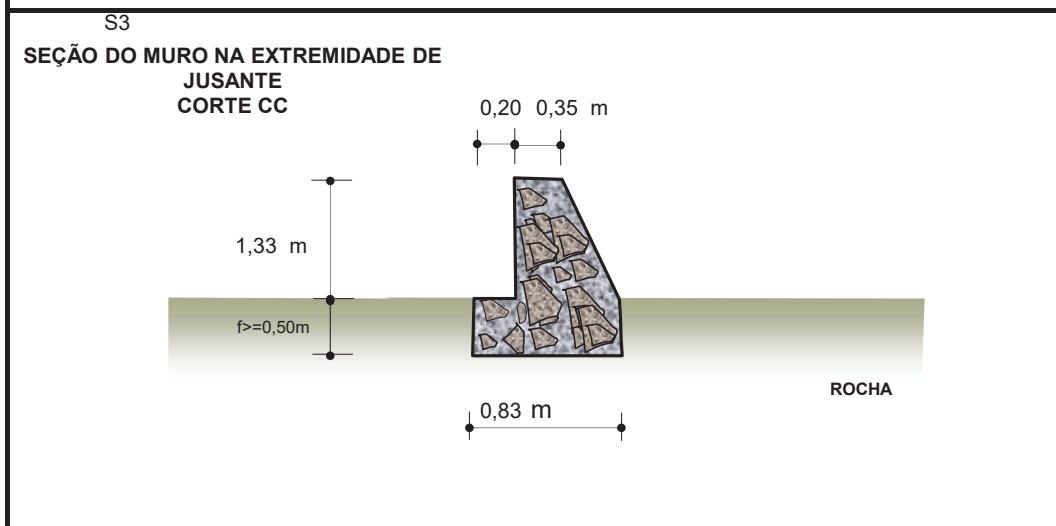 S3
SEÇÃO DO MURO NA EXTREMIDADE DE
JUSANTE
CORTE CC
0,20 0,35 m
1,33 m
f>=0,50m
ROCHA
0,83 m